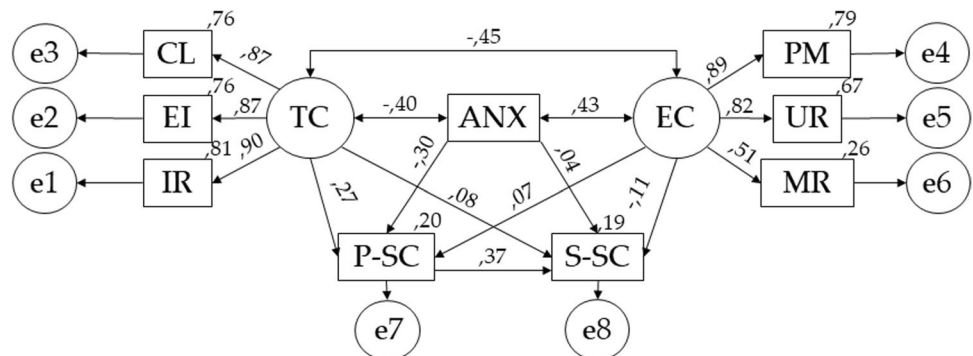 ,76
,79
e3
CL
,87
-,45
,89
PM
e4
,76
,67
e2
EI
,87
TC
-,40
ANX
,43
EC
,82
UR
e5
,81
,90
-,30
,04
,51
,26
e1
IR
MR
e6
,27
,08
,07
-,11
,20
,19
P-SC
,37
S-SC
e7
e8